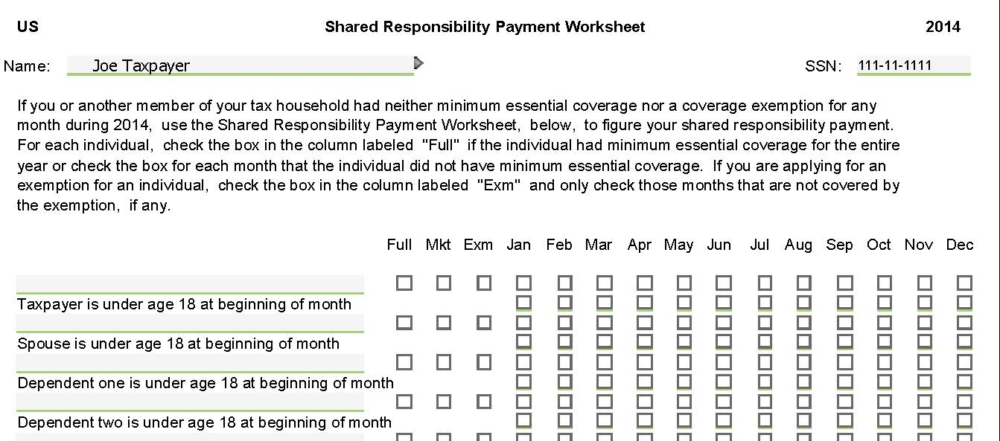 US Shared Responsibility Payment Worksheet 2014
Name: Joe Taxpayer SSN: 111-11-1111
If you or another member of your tax household had neither minimum essential coverage nor a coverage exemption for any
month during 2014, use the Shared Responsibility Payment Worksheet, below, to figure your shared responsibility payment.
For each individual, check the box in the column labeled "Full" if the individual had minimum essential coverage for the entire
year or check the box for each month that the individual did not have minimum essential coverage. If you are applying for an
exemption for an individual, check the box in the column labeled "Exm" and only check those months that are not covered by
the exemption, if any.
Full Mkt Exm Jan Feb Mar Apr May Jun Jul Aug Sep Oct Nov Dec
Taxpayer is under age 18 at beginning of month
Spouse is under age 18 at beginning of month
Dependent one is under age 18 at beginning of month
Dependent two is under age 18 at beginning of month